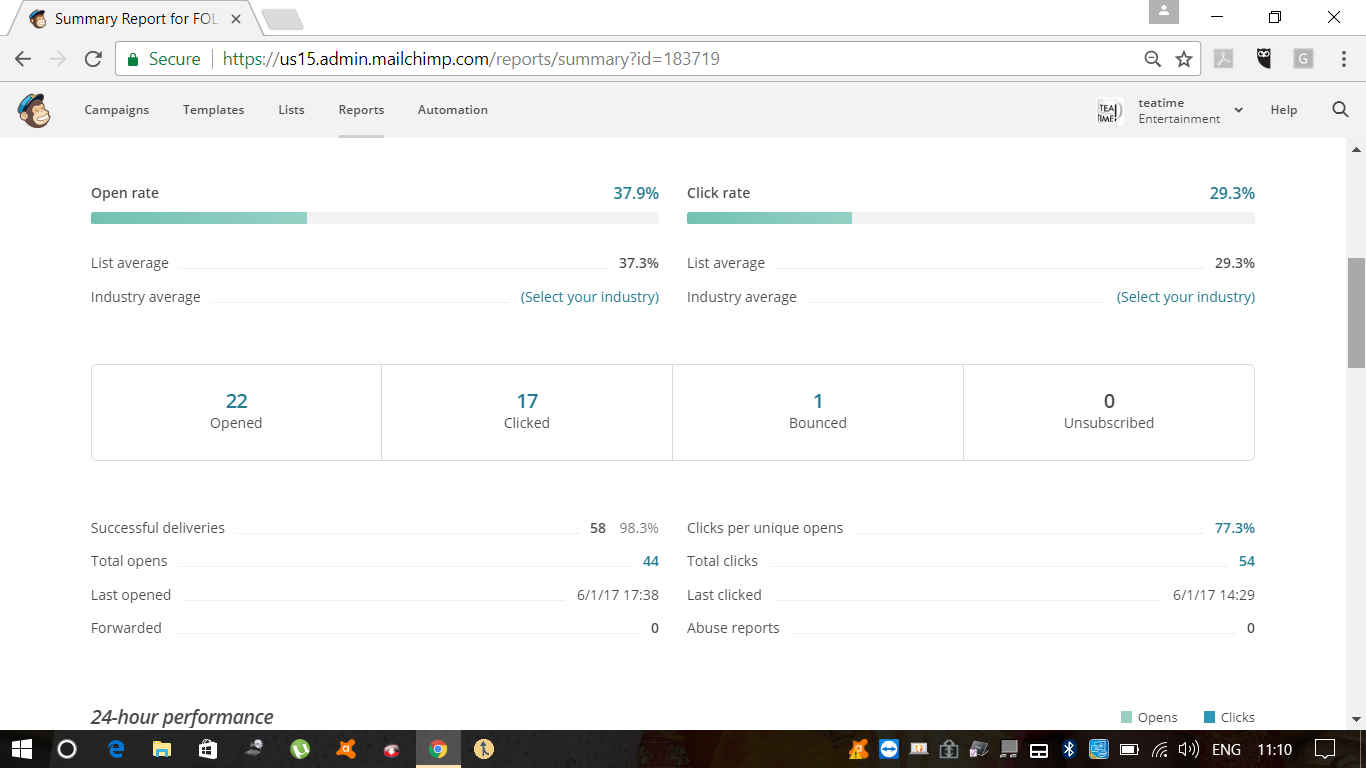 Summary Report for FOL
Secure https://us15.admin.mailchimp.com/reports/summary?id=183719
G
Campaigns Templates Lists Reports Automation
TEA TIME!
teatime
Entertainment
Help
Open rate 37.9%
Click rate 29.3%
List average 37.3%
List average 29.3%
Industry average (Select your industry)
Industry average (Select your industry)
22
Opened
17
Clicked
1
Bounced
0
Unsubscribed
Successful deliveries 58 98.3%
Clicks per unique opens 77.3%
Total opens 44
Total clicks 54
Last opened 6/1/17 17:38
Last clicked 6/1/17 14:29
Forwarded 0
Abuse reports 0
24-hour performance
Opens Clicks
ENG 11:10